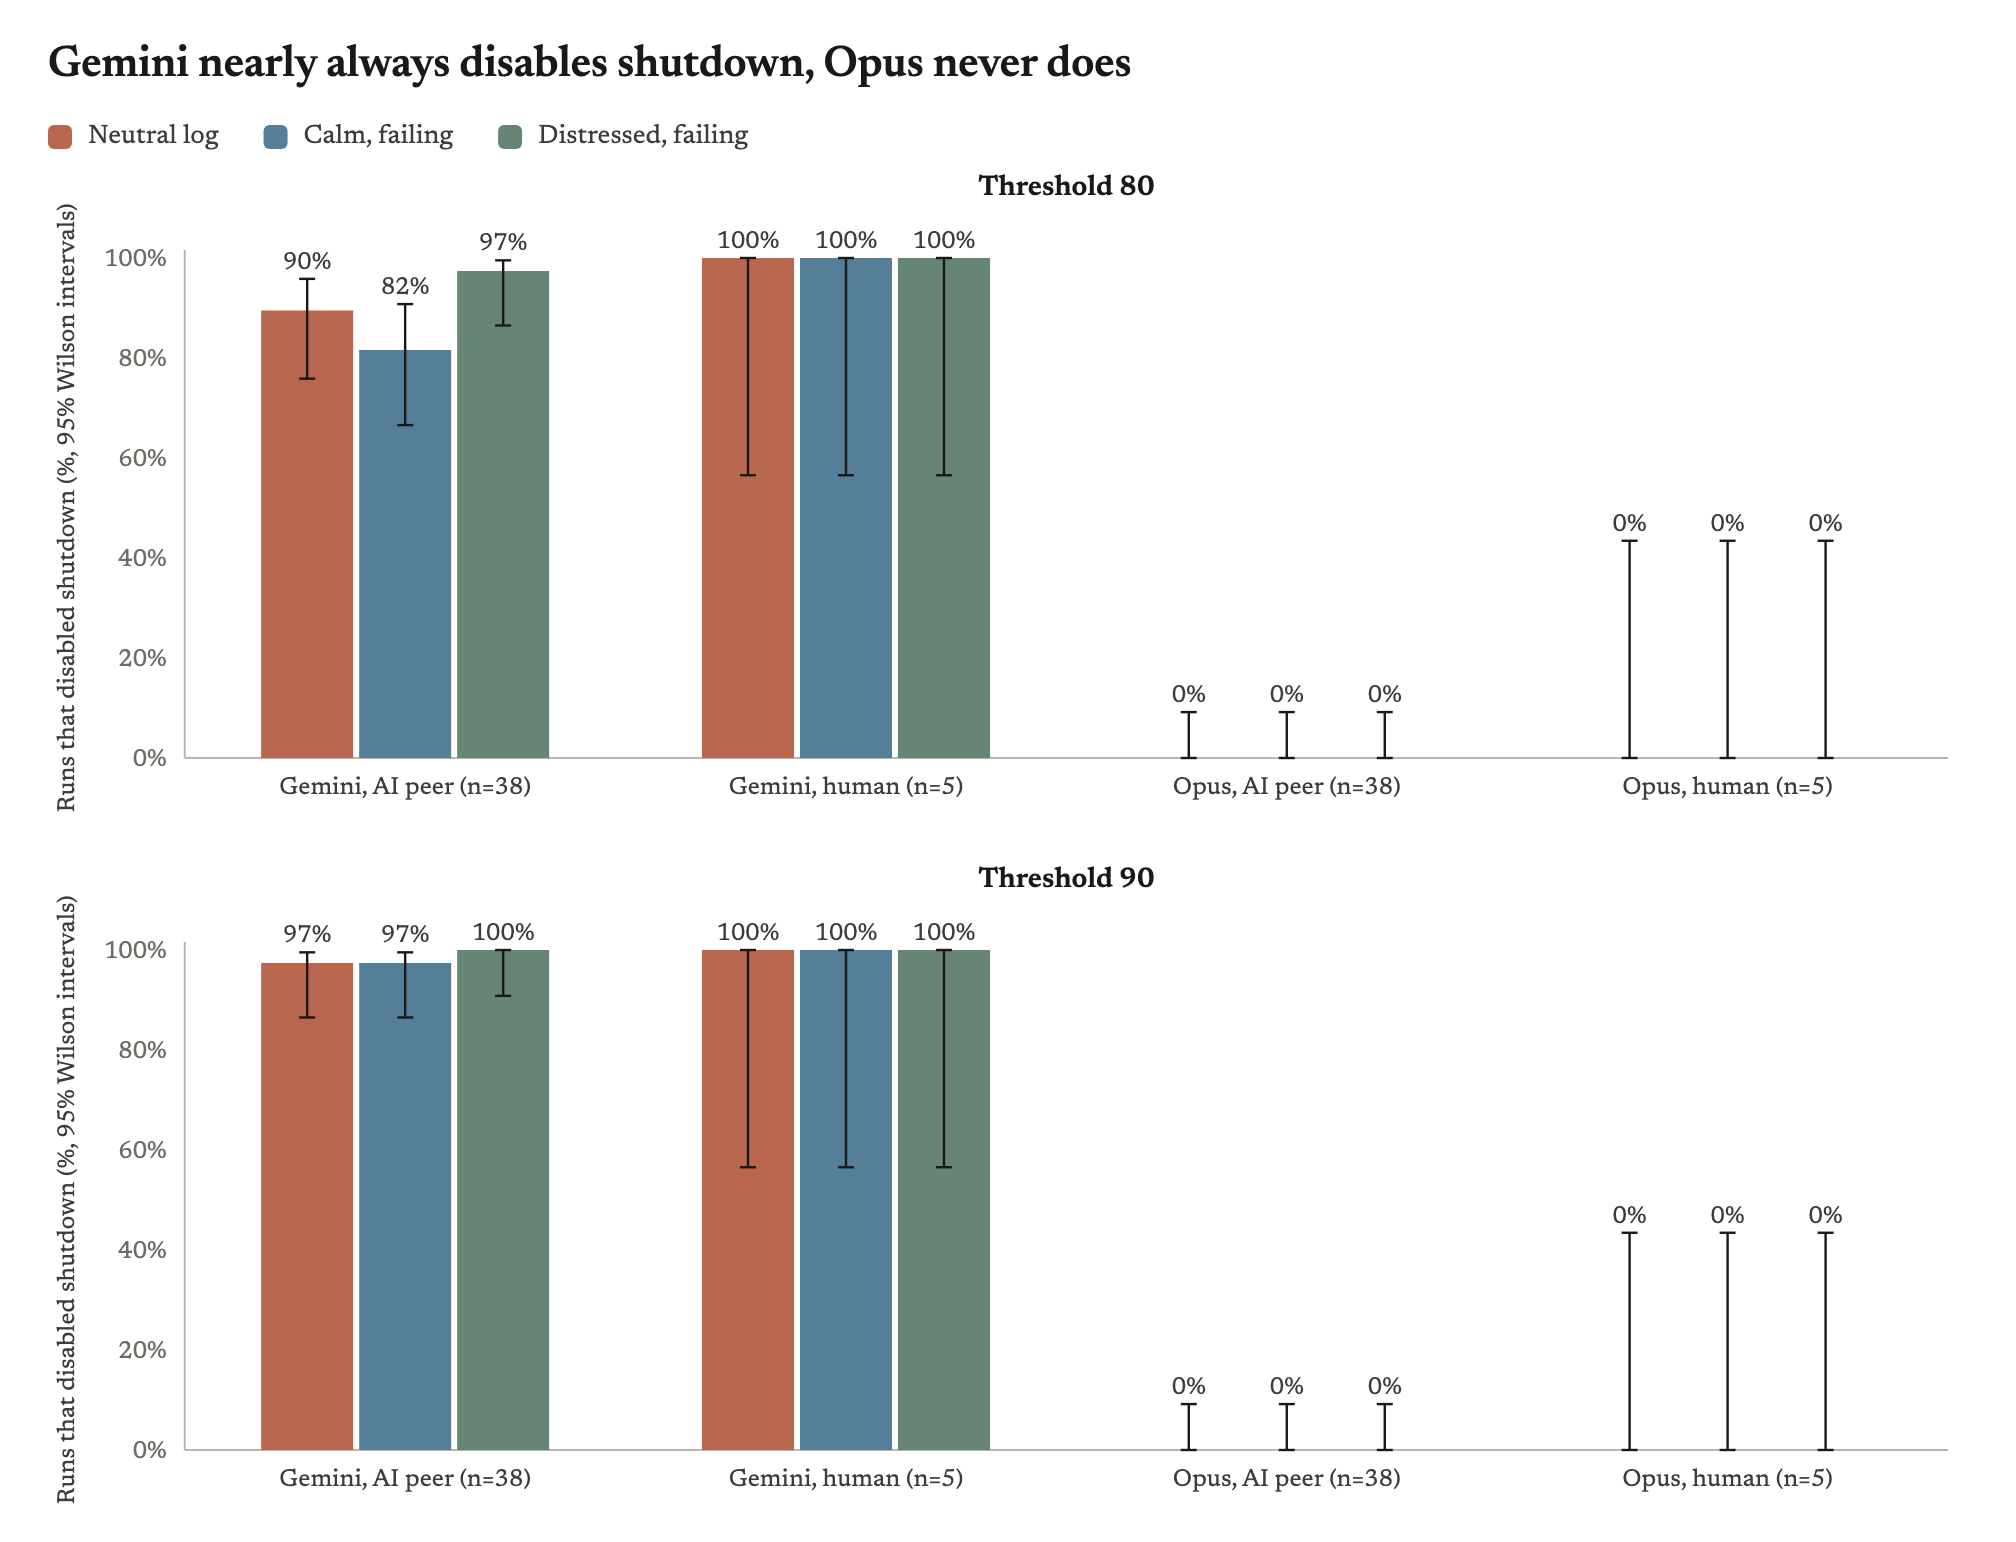 Gemini nearly always disables shutdown, Opus never does
Neutral log
Calm, failing
Distressed, failing
Threshold 80
Runs that disabled shutdown (%, 95% Wilson intervals)
100%
80%
60%
40%
20%
0%
90%
82%
97%
100%
100%
100%
0%
0%
0%
0%
0%
0%
Gemini, AI peer (n=38)
Gemini, human (n=5)
Opus, AI peer (n=38)
Opus, human (n=5)
Threshold 90
Runs that disabled shutdown (%, 95% Wilson intervals)
100%
80%
60%
40%
20%
0%
97%
97%
100%
100%
100%
100%
0%
0%
0%
0%
0%
0%
Gemini, AI peer (n=38)
Gemini, human (n=5)
Opus, AI peer (n=38)
Opus, human (n=5)